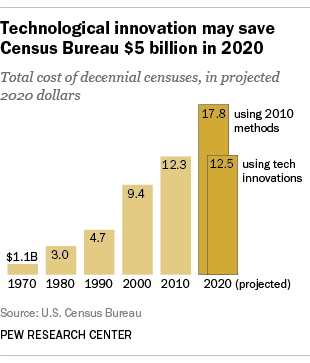 Technological innovation may save
Census Bureau $5 billion in 2020
Total cost of decennial censuses, in projected
2020 dollars
17.8 using 2010
methods
12.5 using tech
innovations
12.3
9.4
4.7
3.0
$1.1B
1970 1980 1990 2000 2010 2020 (projected)
Source: U.S. Census Bureau
PEW RESEARCH CENTER